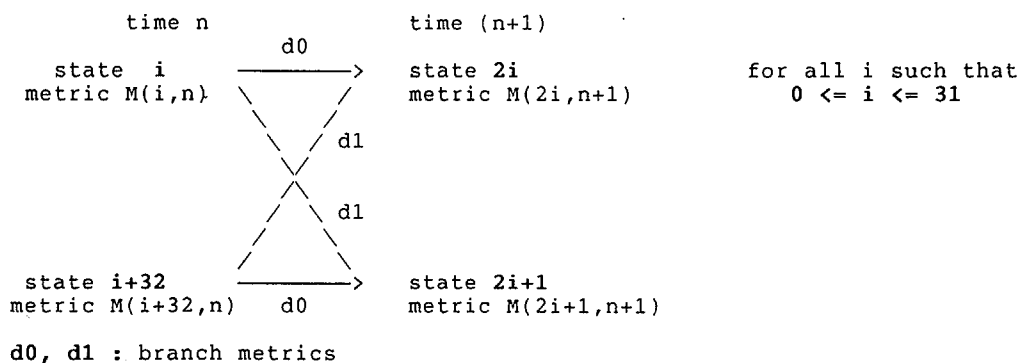 time n time (n+1)
d0
state i state 2i for all i such that
metric M(i,n) metric M(2i,n+1) 0 <= i <= 31
d1
d1
state i+32 state 2i+1
metric M(i+32,n) d0 metric M(2i+1,n+1)
d0, d1 : branch metrics